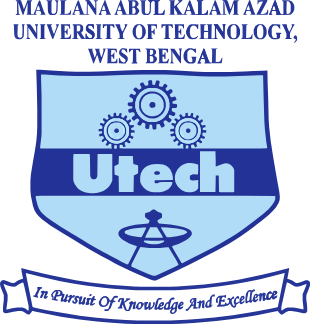 MAULANA ABUL KALAM AZAD
UNIVERSITY OF TECHNOLOGY,
WEST BENGAL
Utech
In Pursuit Of Knowledge And Excellence